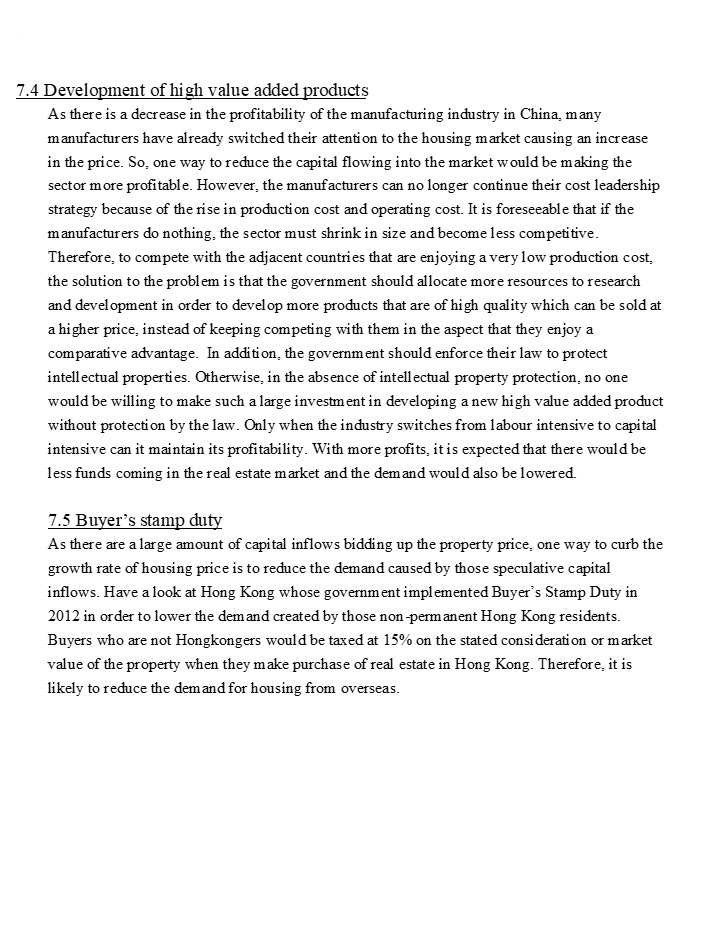 7.4 Development of high value added products
As there is a decrease in the profitability of the manufacturing industry in China, many
manufacturers have already switched their attention to the housing market causing an increase
in the price. So, one way to reduce the capital flowing into the market would be making the
sector more profitable. However, the manufacturers can no longer continue their cost leadership
strategy because of the rise in production cost and operating cost. It is foreseeable that if the
manufacturers do nothing, the sector must shrink in size and become less competitive.
Therefore, to compete with the adjacent countries that are enjoying a very low production cost,
the solution to the problem is that the government should allocate more resources to research
and development in order to develop more products that are of high quality which can be sold at
a higher price, instead of keeping competing with them in the aspect that they enjoy a
comparative advantage.  In addition, the government should enforce their law to protect
intellectual properties. Otherwise, in the absence of intellectual property protection, no one
would be willing to make such a large investment in developing a new high value added product
without protection by the law. Only when the industry switches from labour intensive to capital
intensive can it maintain its profitability. With more profits, it is expected that there would be
less funds coming in the real estate market and the demand would also be lowered.
7.5 Buyer’s stamp duty
As there are a large amount of capital inflows bidding up the property price, one way to curb the
growth rate of housing price is to reduce the demand caused by those speculative capital
inflows. Have a look at Hong Kong whose government implemented Buyer’s Stamp Duty in
2012 in order to lower the demand created by those non-permanent Hong Kong residents.
Buyers who are not Hongkongers would be taxed at 15% on the stated consideration or market
value of the property when they make purchase of real estate in Hong Kong. Therefore, it is
likely to reduce the demand for housing from overseas.